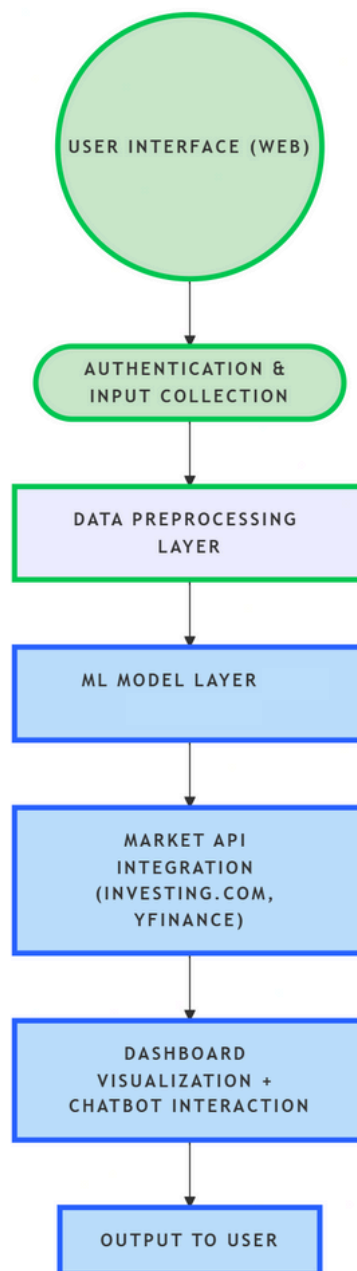 USER INTERFACE (WEB)
AUTHENTICATION &
INPUT COLLECTION
DATA PREPROCESSING
LAYER
ML MODEL LAYER
MARKET API
INTEGRATION
(INVESTING.COM,
YFINANCE)
DASHBOARD
VISUALIZATION +
CHATBOT INTERACTION
OUTPUT TO USER